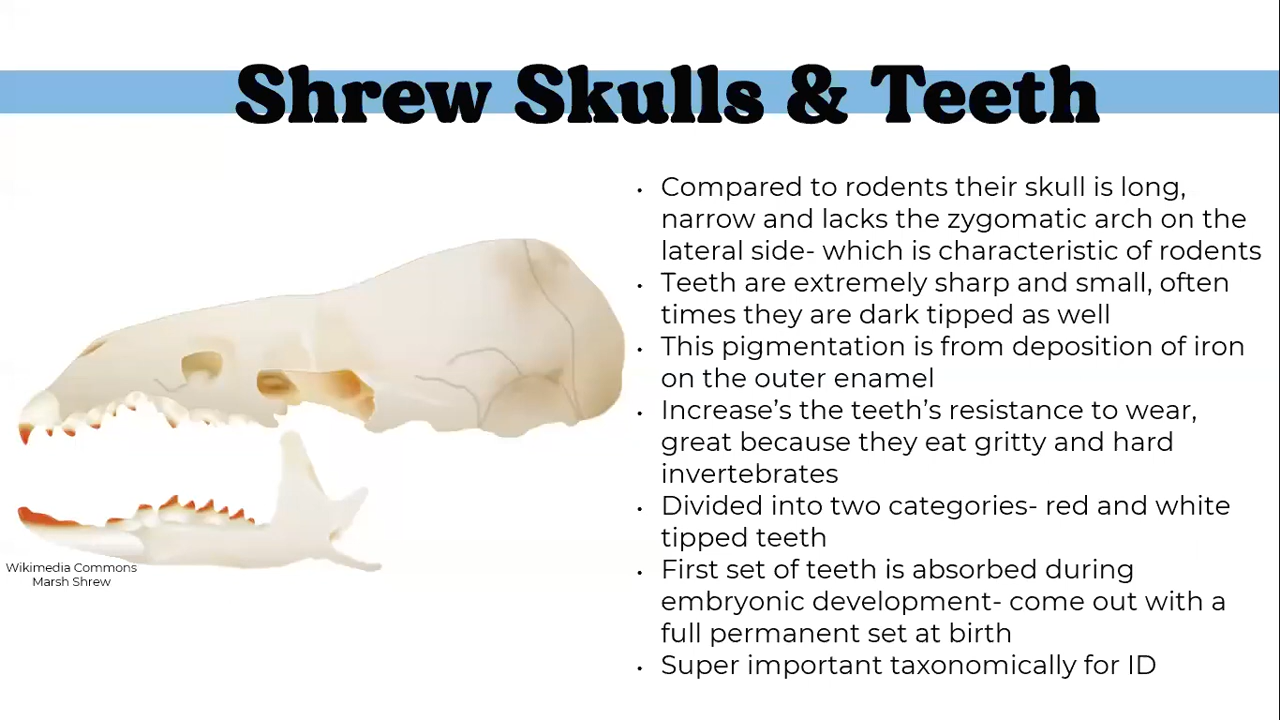 Shrew Skulls & Teeth
• Compared to rodents their skull is long,
narrow and lacks the zygomatic arch on the
lateral side- which is characteristic of rodents
• Teeth are extremely sharp and small, often
times they are dark tipped as well
• This pigmentation is from deposition of iron
on the outer enamel
• Increase's the teeth's resistance to wear,
great because they eat gritty and hard
invertebrates
• Divided into two categories- red and white
tipped teeth
• First set of teeth is absorbed during
embryonic development- come out with a
full permanent set at birth
• Super important taxonomically for ID
Wikimedia Commons
Marsh Shrew